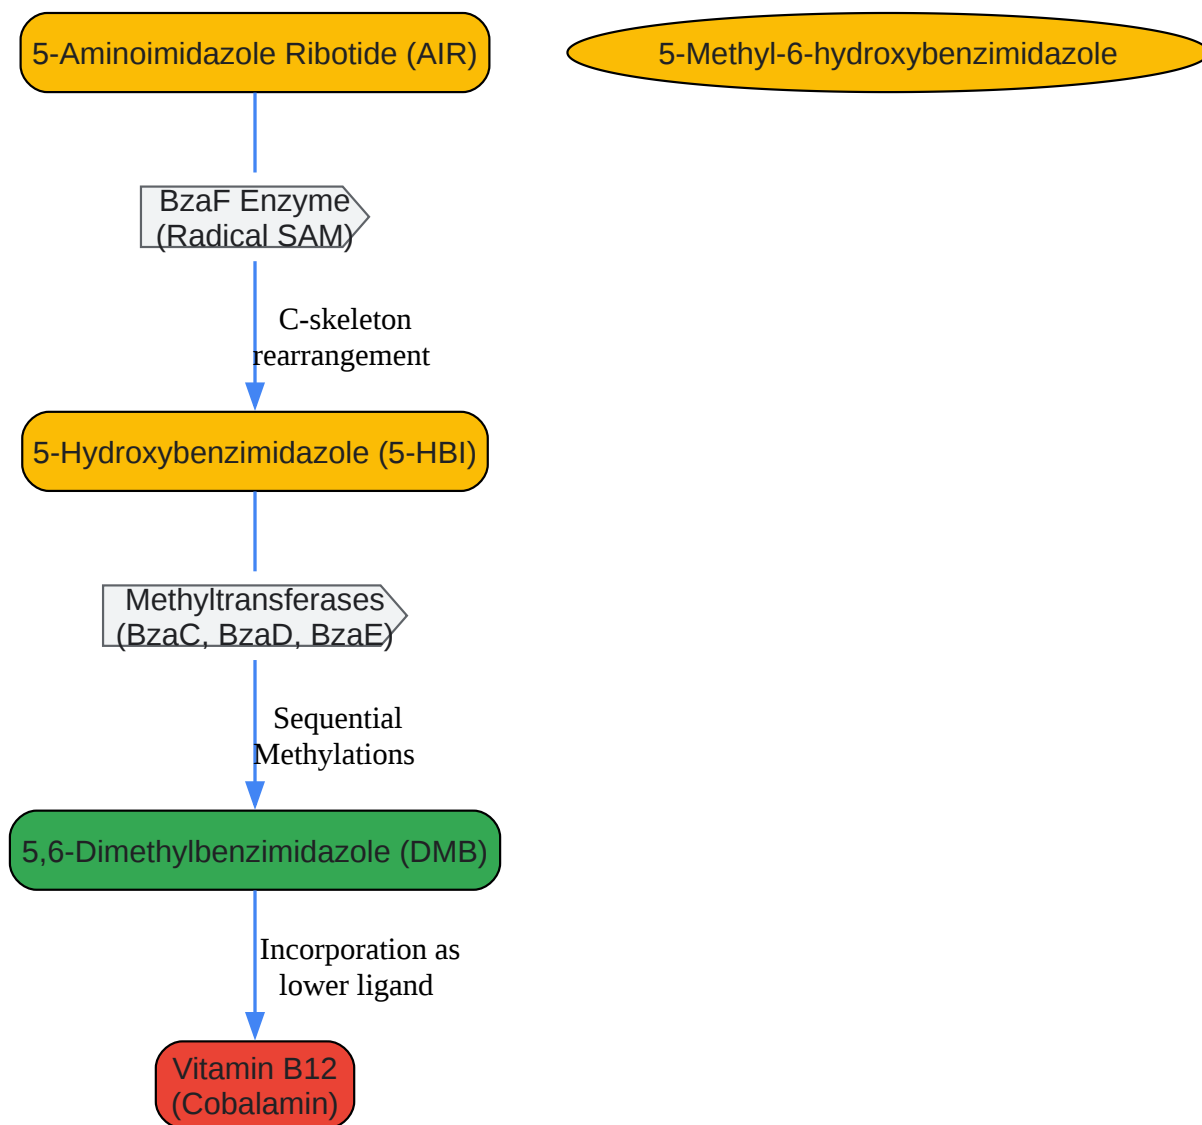 5-Aminoimidazole Ribotide (AIR)
5-Methyl-6-hydroxybenzimidazole
BzaF Enzyme
(Radical SAM)
C-skeleton
rearrangement
5-Hydroxybenzimidazole (5-HBI)
Methyltransferases
(BzaC, BzaD, BzaE)
Sequential
Methylations
5,6-Dimethylbenzimidazole (DMB)
Incorporation as
lower ligand
Vitamin B12
(Cobalamin)